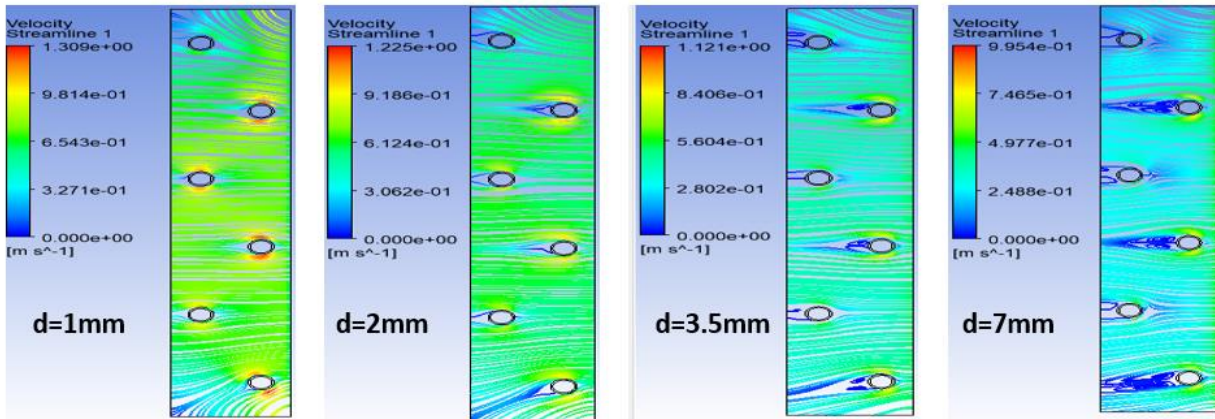 Velocity
Streamline 1
1.309e+00
9.814e-01
6.543e-01
3.271e-01
0.000e+00
[m s^-1]
d=1mm
Velocity
Streamline 1
1.225e+00
9.186e-01
6.124e-01
3.062e-01
0.000e+00
[m s^-1]
d=2mm
Velocity
Streamline 1
1.121e+00
8.406e-01
5.604e-01
2.802e-01
0.000e+00
[m s^-1]
d=3.5mm
Velocity
Streamline 1
9.954e-01
7.465e-01
4.977e-01
2.488e-01
0.000e+00
[m s^-1]
d=7mm